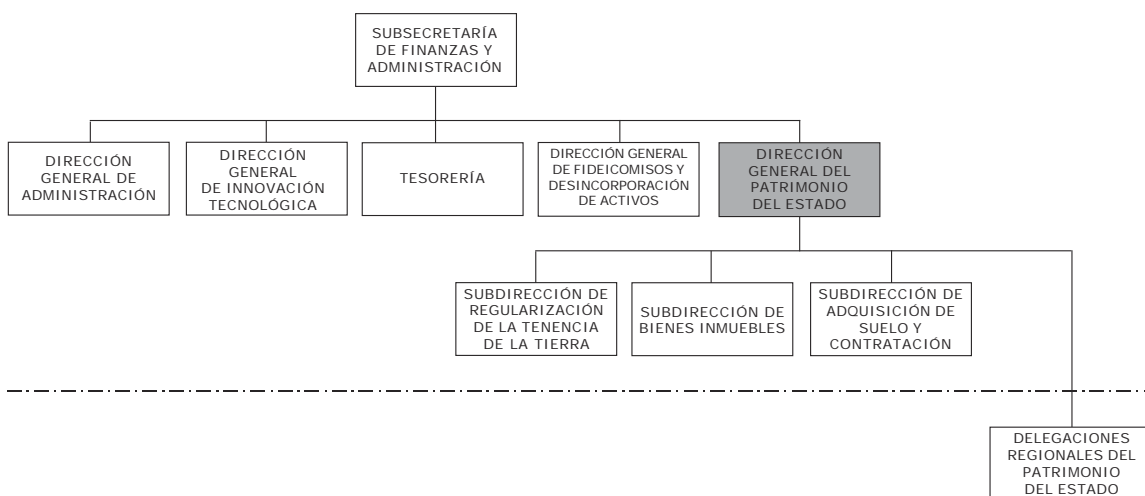 SUBSECRETARÍA
DE FINANZAS Y
ADMINISTRACIÓN
DIRECCIÓN
GENERAL DE
ADMINISTRACIÓN
DIRECCIÓN
GENERAL
DE INNOVACIÓN
TECNOLÓGICA
TESORERÍA
DIRECCIÓN GENERAL
DE FIDEICOMISOS Y
DESINCORPORACIÓN
DE ACTIVOS
DIRECCIÓN
GENERAL DEL
PATRIMONIO
DEL ESTADO
SUBDIRECCIÓN DE
REGULARIZACIÓN
DE LA TENENCIA
DE LA TIERRA
SUBDIRECCIÓN DE
BIENES INMUEBLES
SUBDIRECCIÓN DE
ADQUISICIÓN DE
SUELO Y
CONTRATACIÓN
DELEGACIONES
REGIONALES DEL
PATRIMONIO
DEL ESTADO